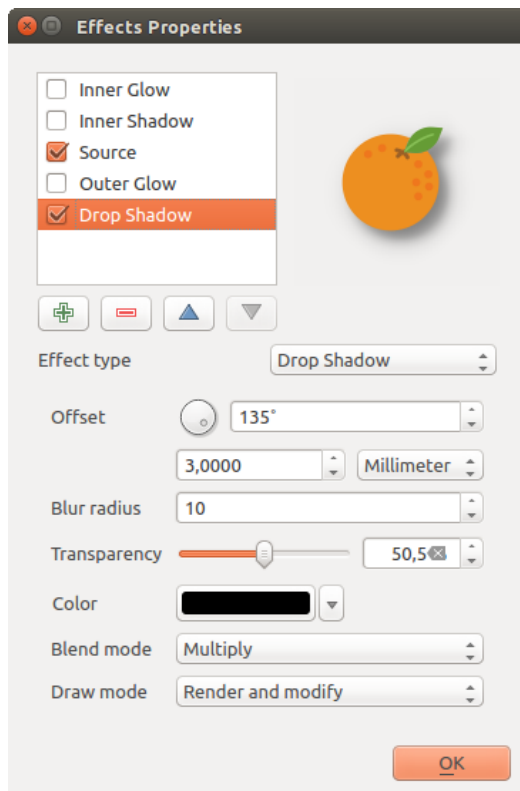 Effects Properties
Inner Glow
Inner Shadow
Source
Outer Glow
Drop Shadow
Effect type Drop Shadow
Offset 135°
3,0000 Millimeter
Blur radius 10
Transparency 50,5
Color
Blend mode Multiply
Draw mode Render and modify
OK